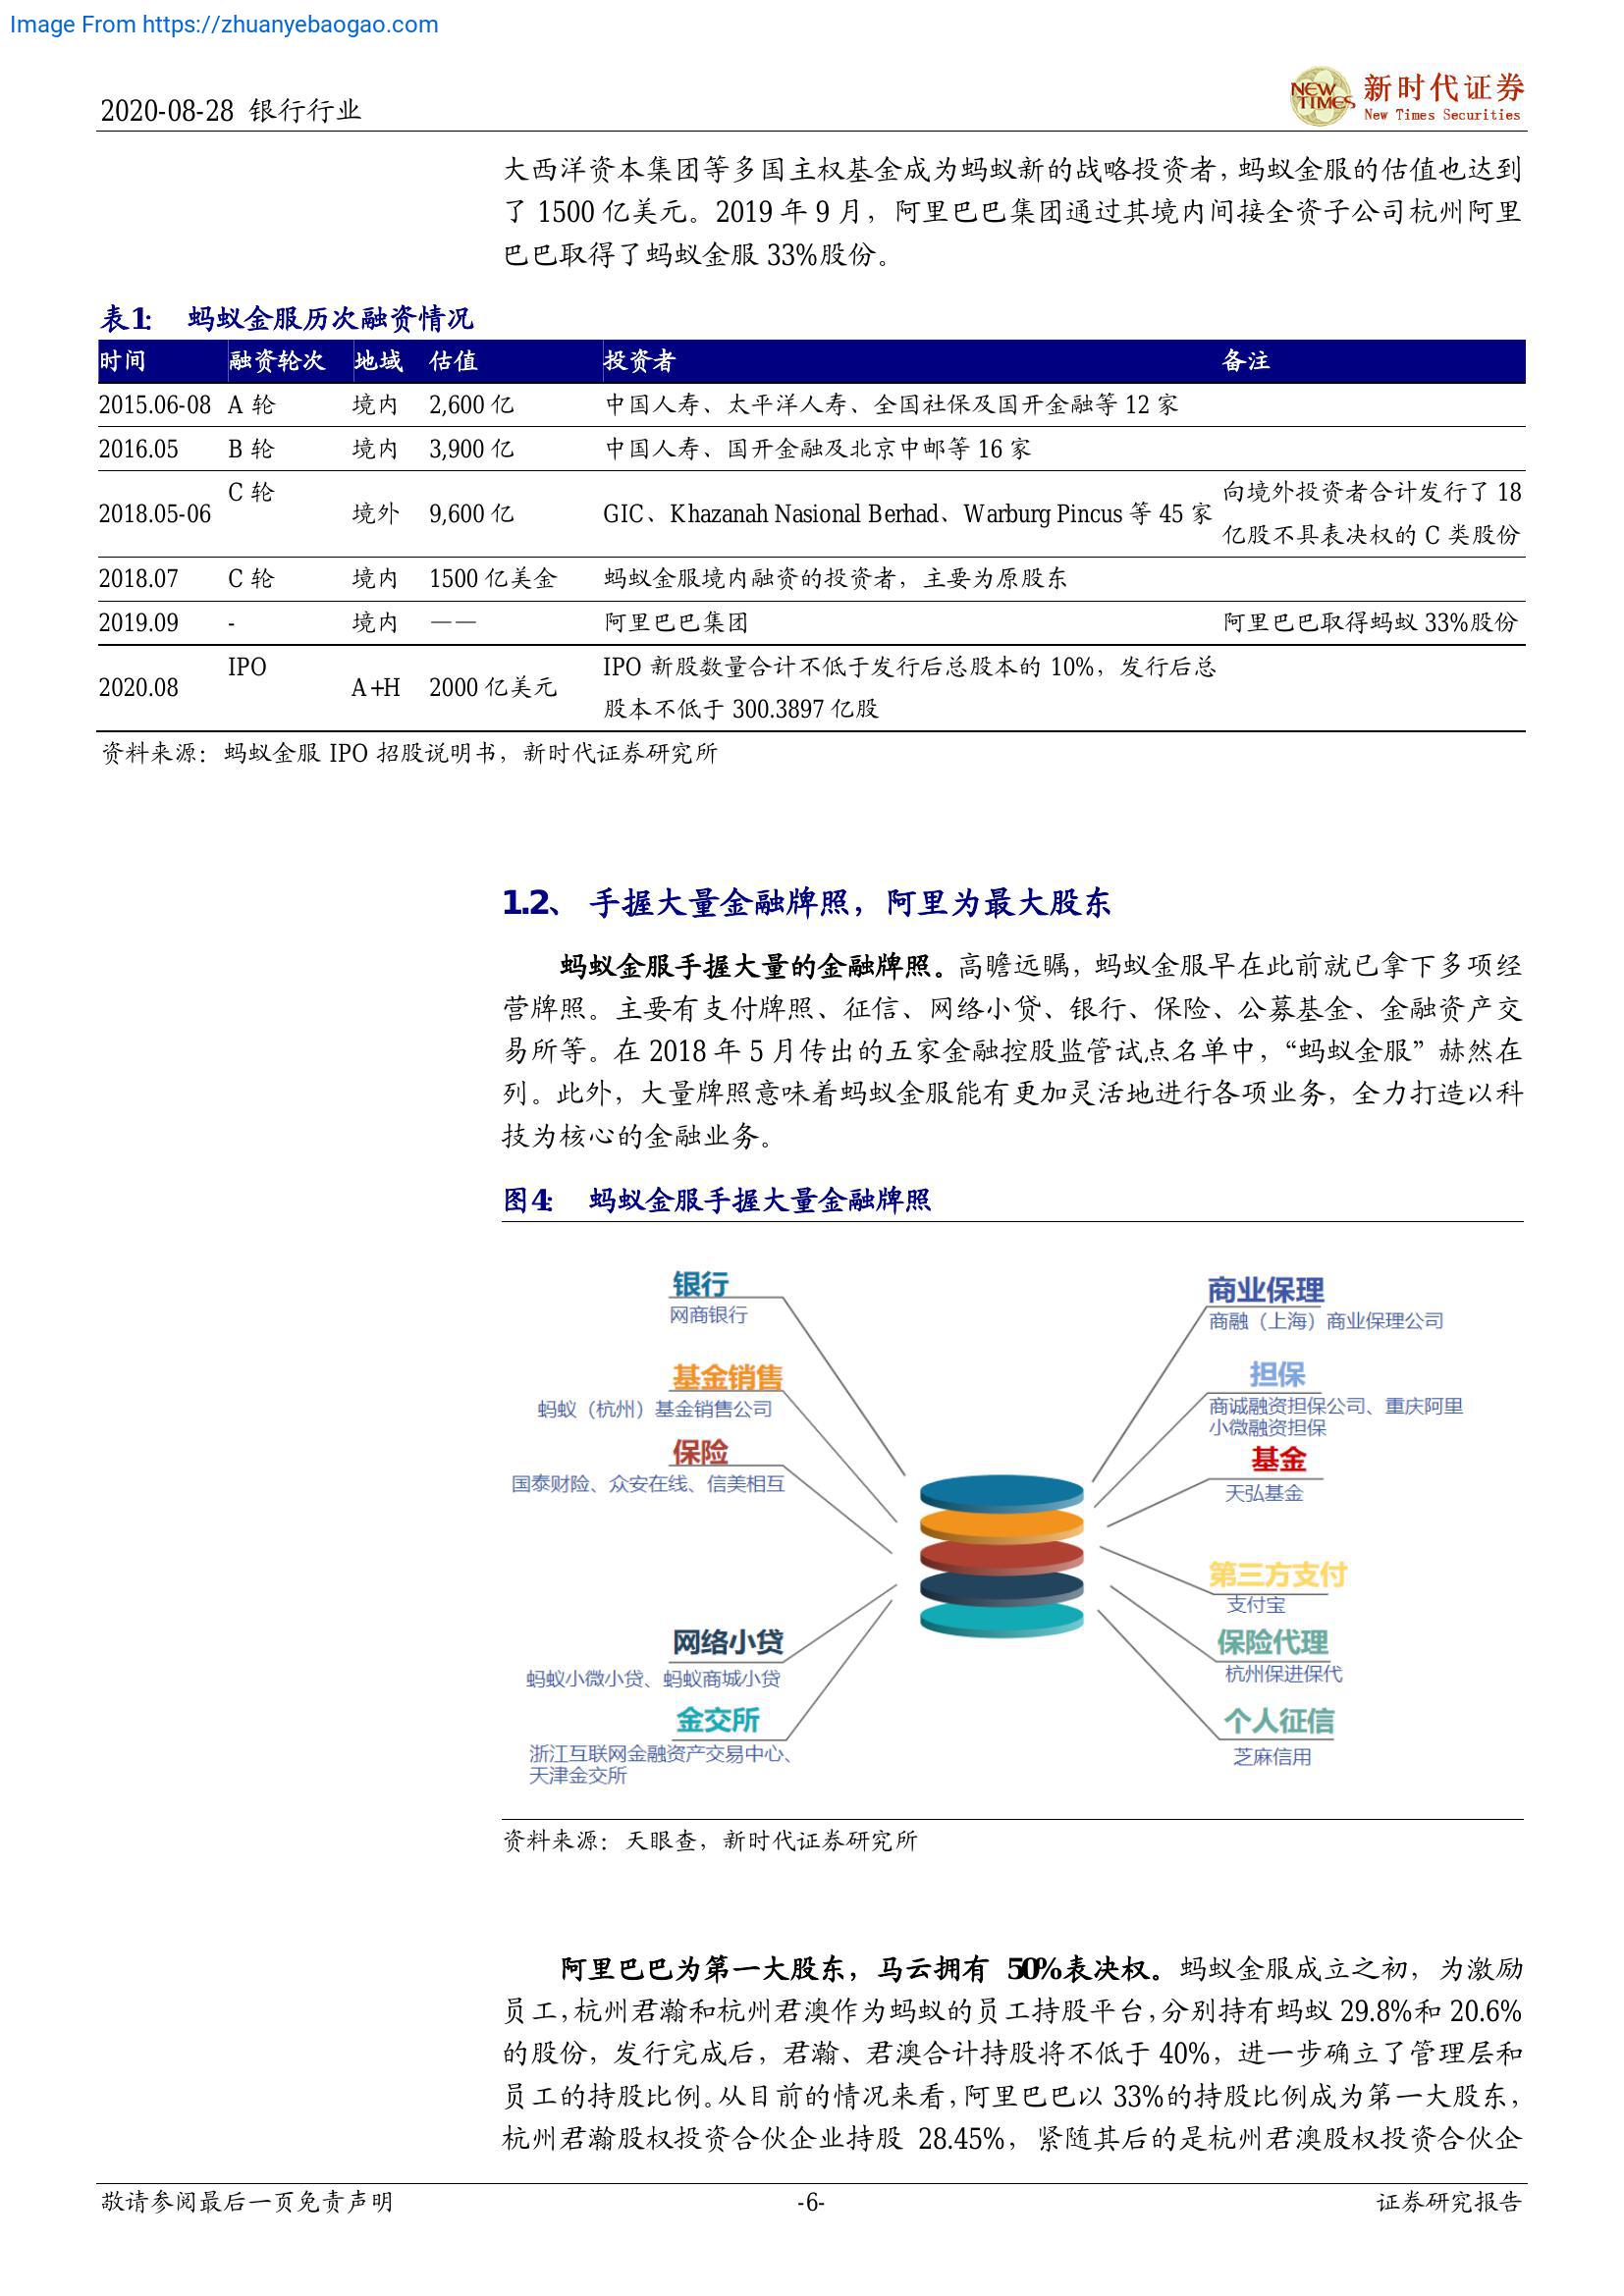 Image From https://zhuanyebaogao.com
2020-08-28 银行行业
NEW TIMES
新时代证券
New Times Securities
大西洋资本集团等多国主权基金成为蚂蚁新的战略投资者，蚂蚁金服的估值也达到
了 1500 亿美元。2019 年 9 月，阿里巴巴集团通过其境内间接全资子公司杭州阿里
巴巴取得了蚂蚁金服 33%股份。
表1： 蚂蚁金服历次融资情况
时间 融资轮次 地域 估值 投资者 备注
2015.06-08 A 轮 境内 2,600 亿 中国人寿、太平洋人寿、全国社保及国开金融等 12 家
2016.05 B 轮 境内 3,900 亿 中国人寿、国开金融及北京中邮等 16 家
2018.05-06 C 轮 境外 9,600 亿 GIC、Khazanah Nasional Berhad、Warburg Pincus 等 45 家 向境外投资者合计发行了 18
亿股不具表决权的 C 类股份
2018.07 C 轮 境内 1500 亿美金 蚂蚁金服境内融资的投资者，主要为原股东
2019.09 - 境内 —— 阿里巴巴集团 阿里巴巴取得蚂蚁 33%股份
2020.08 IPO A+H 2000 亿美元 IPO 新股数量合计不低于发行后总股本的 10%，发行后总
股本不低于 300.3897 亿股
资料来源：蚂蚁金服 IPO 招股说明书，新时代证券研究所
1.2、 手握大量金融牌照，阿里为最大股东
蚂蚁金服手握大量的金融牌照。高瞻远瞩，蚂蚁金服早在此前就已拿下多项经
营牌照。主要有支付牌照、征信、网络小贷、银行、保险、公募基金、金融资产交
易所等。在 2018 年 5 月传出的五家金融控股监管试点名单中，“蚂蚁金服”赫然在
列。此外，大量牌照意味着蚂蚁金服能有更加灵活地进行各项业务，全力打造以科
技为核心的金融业务。
图4： 蚂蚁金服手握大量金融牌照
银行
网商银行
基金销售
蚂蚁（杭州）基金销售公司
保险
国泰财险、众安在线、信美相互
网络小贷
蚂蚁小微小贷、蚂蚁商城小贷
金交所
浙江互联网金融资产交易中心、
天津金交所
商业保理
商融（上海）商业保理公司
担保
商诚融资担保公司、重庆阿里
小微融资担保
基金
天弘基金
第三方支付
支付宝
保险代理
杭州保进保代
个人征信
芝麻信用
资料来源：天眼查，新时代证券研究所
阿里巴巴为第一大股东，马云拥有 50%表决权。蚂蚁金服成立之初，为激励
员工，杭州君瀚和杭州君澳作为蚂蚁的员工持股平台，分别持有蚂蚁 29.8%和 20.6%
的股份，发行完成后，君瀚、君澳合计持股将不低于 40%，进一步确立了管理层和
员工的持股比例。从目前的情况来看，阿里巴巴以 33%的持股比例成为第一大股东，
杭州君瀚股权投资合伙企业持股 28.45%，紧随其后的是杭州君澳股权投资合伙企
敬请参阅最后一页免责声明 -6- 证券研究报告